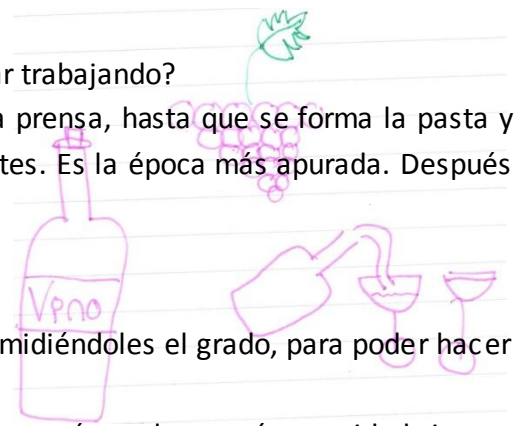 ar trabajando?
a prensa, hasta que se forma la pasta y
tes. Es la época más apurada. Después
Vino
midiéndoles el grado, para poder hacer